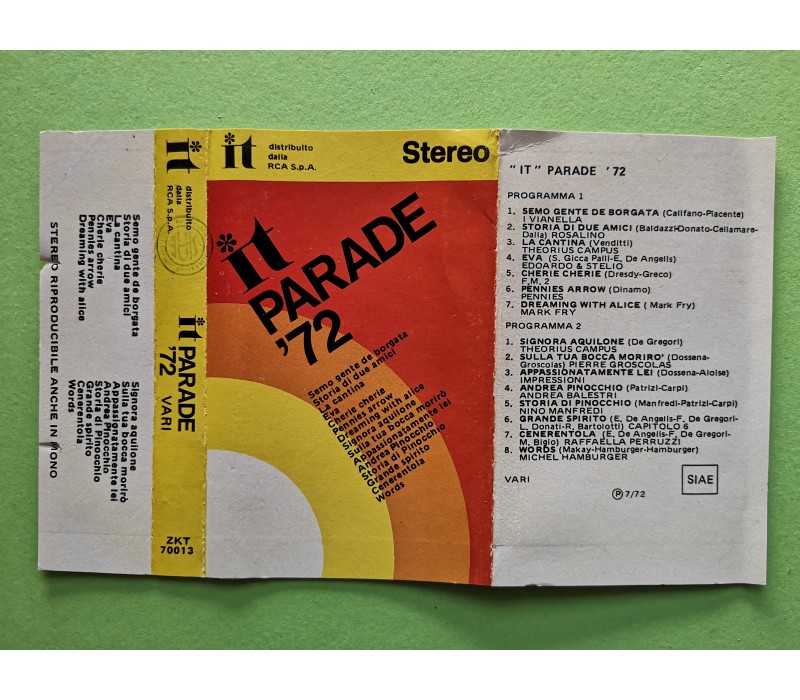 STEREO RIPRODUCIBILE ANCHE IN MONO
Semo gente de borgata
Storia di due amici
La cantina
Eva
Cherie cherie
Pennies arrow
Dreaming with alice
Signora aquilone
Sulla tua bocca morirò
Appassionatamente lei
Andrea Pinocchio
Storia di Pinocchio
Grande spirito
Cenerentola
Words
it
distribuito
dalla
RCA S.p.A.
it PARADE
'72 VARI
ZKT
70013
it
distribuito
dalla
RCA S.p.A.
Stereo
it
PARADE
'72
Semo gente de borgata
Storia di due amici
La cantina
Eva
Cherie cherie
Pennies arrow
Dreaming with alice
Signora aquilone
Sulla tua bocca morirò
Appassionatamente lei
Andrea Pinocchio
Storia di Pinocchio
Grande spirito
Cenerentola
Words
"IT" PARADE '72
PROGRAMMA 1
1. SEMO GENTE DE BORGATA (Califano-Piacente)
I VIANELLA
2. STORIA DI DUE AMICI (Baldazzi-Donato-Cellamare-
Dalla) ROSALINO
3. LA CANTINA (Venditti)
THEORIUS CAMPUS
4. EVA (S. Gicca Palli-E. De Angelis)
EDOARDO & STELIO
5. CHERIE CHERIE (Dresdy-Greco)
F.M. 2
6. PENNIES ARROW (Dinamo)
PENNIES
7. DREAMING WITH ALICE ( Mark Fry)
MARK FRY
PROGRAMMA 2
1. SIGNORA AQUILONE (De Gregori)
THEORIUS CAMPUS
2. SULLA TUA BOCCA MORIRO' (Dossena-
Groscolas) PIERRE GROSCOLAS
3. APPASSIONATAMENTE LEI (Dossena-Aloise)
IMPRESSIONI
4. ANDREA PINOCCHIO (Patrizi-Carpi)
ANDREA BALESTRI
5. STORIA DI PINOCCHIO (Manfredi-Patrizi-Carpi)
NINO MANFREDI
6. GRANDE SPIRITO (E. De Angelis-F. De Gregori-
L. Donati-R, Bartolotti) CAPITOLO 6
7. CENERENTOLA (E. De Angelis-F, De Gregori-
M. Bigio) RAFFAELLA PERRUZZI
8. WORDS (Makay-Hamburger-Hamburger)
MICHEL HAMBURGER
VARI
Ⓟ 7/72
SIAE